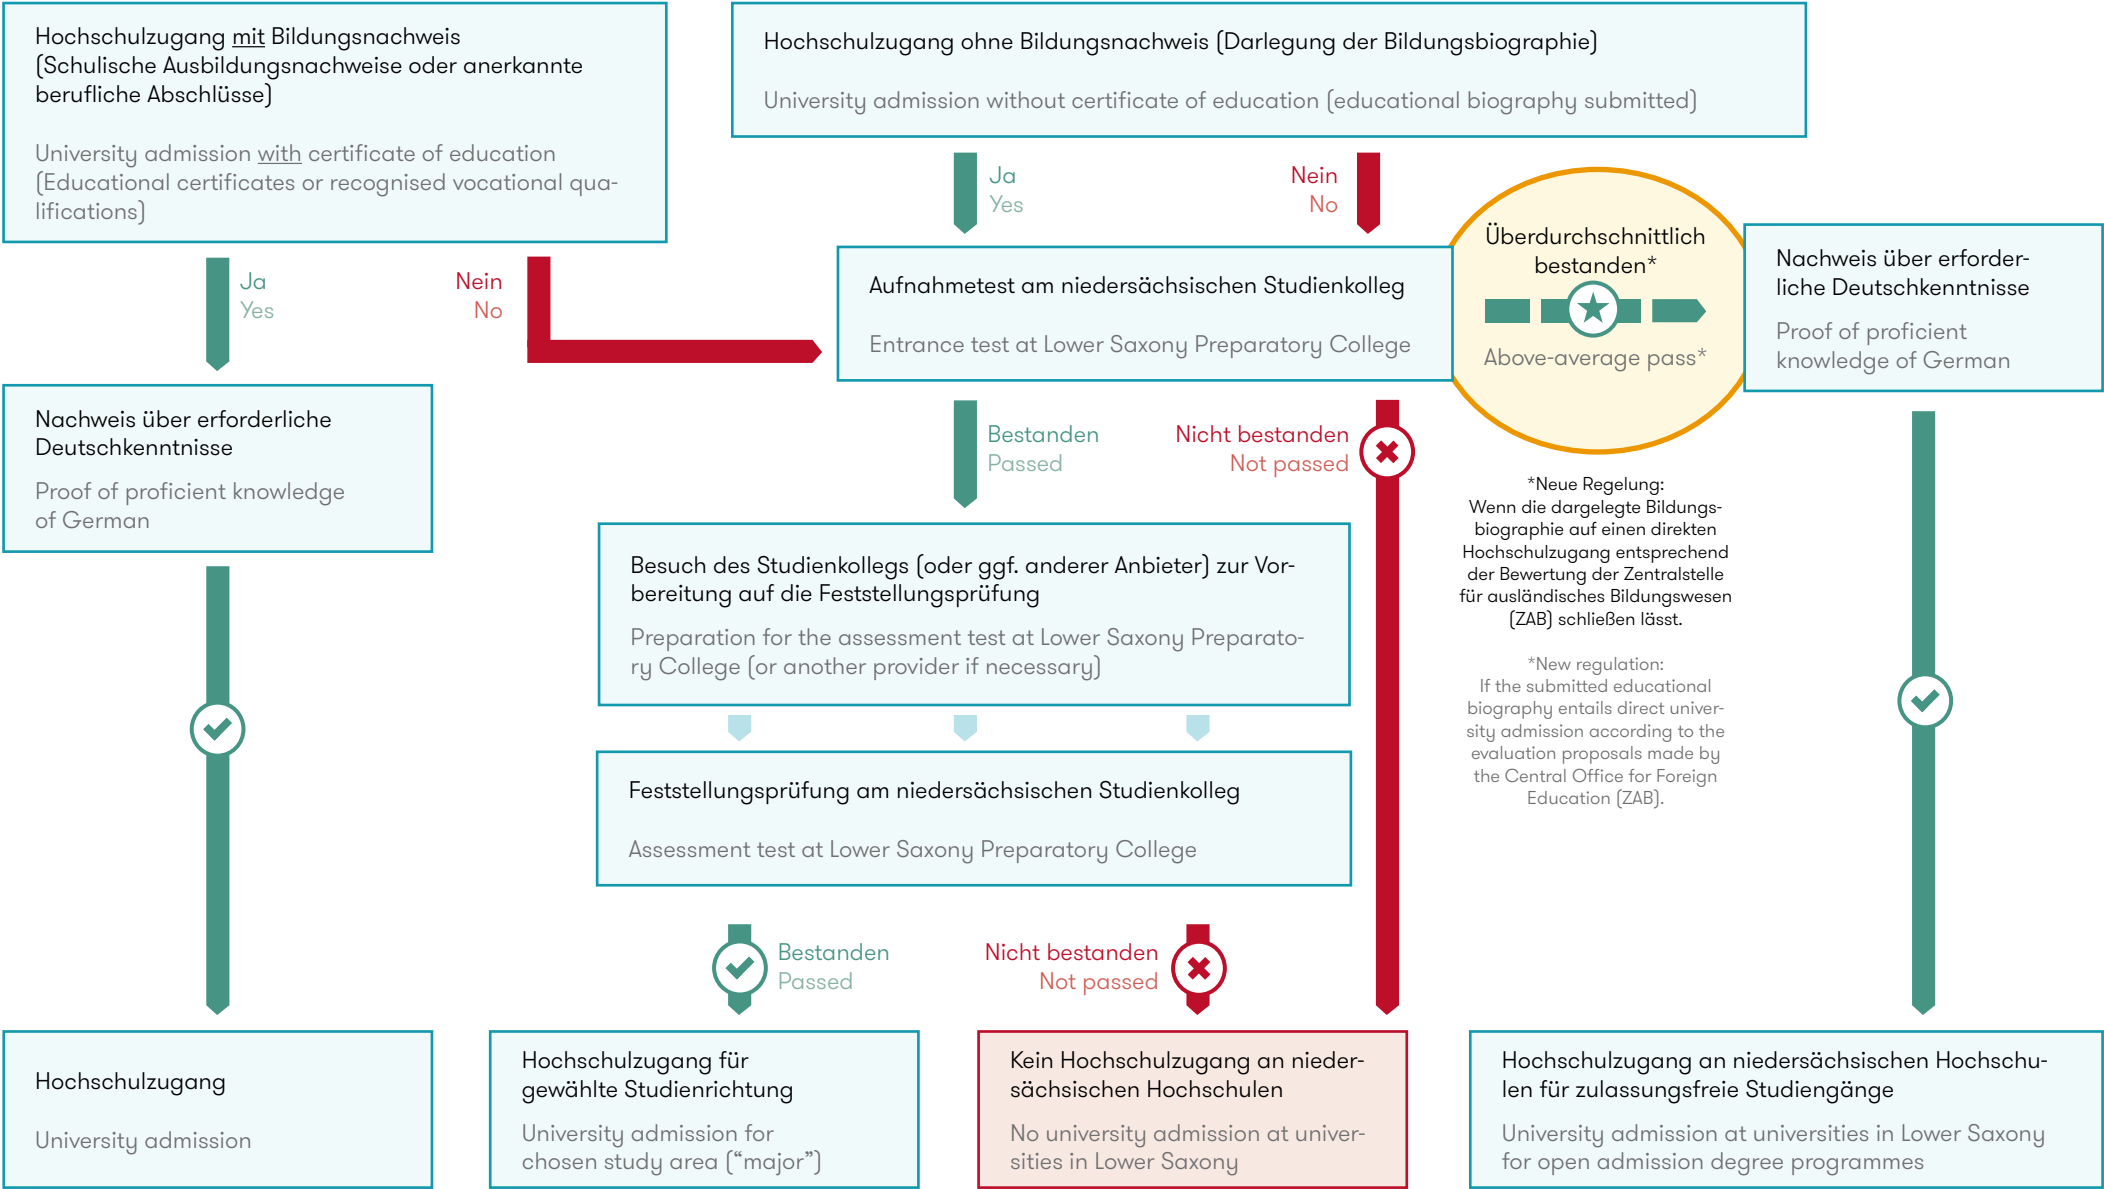 Hochschulzugang mit Bildungsnachweis
(Schulische Ausbildungsnachweise oder anerkannte
berufliche Abschlüsse)
University admission with certificate of education
(Educational certificates or recognised vocational qua-
lifications)
Hochschulzugang ohne Bildungsnachweis (Darlegung der Bildungsbiographie)
University admission without certificate of education (educational biography submitted)
Ja
Yes
Nein
No
Ja
Yes
Nein
No
Aufnahmetest am niedersächsischen Studienkolleg
Entrance test at Lower Saxony Preparatory College
Überdurchschnittlich
bestanden*
Above-average pass*
Nachweis über erforder-
liche Deutschkenntnisse
Proof of proficient
knowledge of German
Nachweis über erforderliche
Deutschkenntnisse
Proof of proficient knowledge
of German
Bestanden
Passed
Nicht bestanden
Not passed
*Neue Regelung:
Wenn die dargelegte Bildungs-
biographie auf einen direkten
Hochschulzugang entsprechend
der Bewertung der Zentralstelle
für ausländisches Bildungswesen
(ZAB) schließen lässt.
*New regulation:
If the submitted educational
biography entails direct univer-
sity admission according to the
evaluation proposals made by
the Central Office for Foreign
Education (ZAB).
Besuch des Studienkollegs (oder ggf. anderer Anbieter) zur Vor-
bereitung auf die Feststellungsprüfung
Preparation for the assessment test at Lower Saxony Preparato-
ry College (or another provider if necessary)
Feststellungsprüfung am niedersächsischen Studienkolleg
Assessment test at Lower Saxony Preparatory College
Bestanden
Passed
Nicht bestanden
Not passed
Hochschulzugang
University admission
Hochschulzugang für
gewählte Studienrichtung
University admission for
chosen study area (“major”)
Kein Hochschulzugang an nieder-
sächsischen Hochschulen
No university admission at univer-
sities in Lower Saxony
Hochschulzugang an niedersächsischen Hochschu-
len für zulassungsfreie Studiengänge
University admission at universities in Lower Saxony
for open admission degree programmes